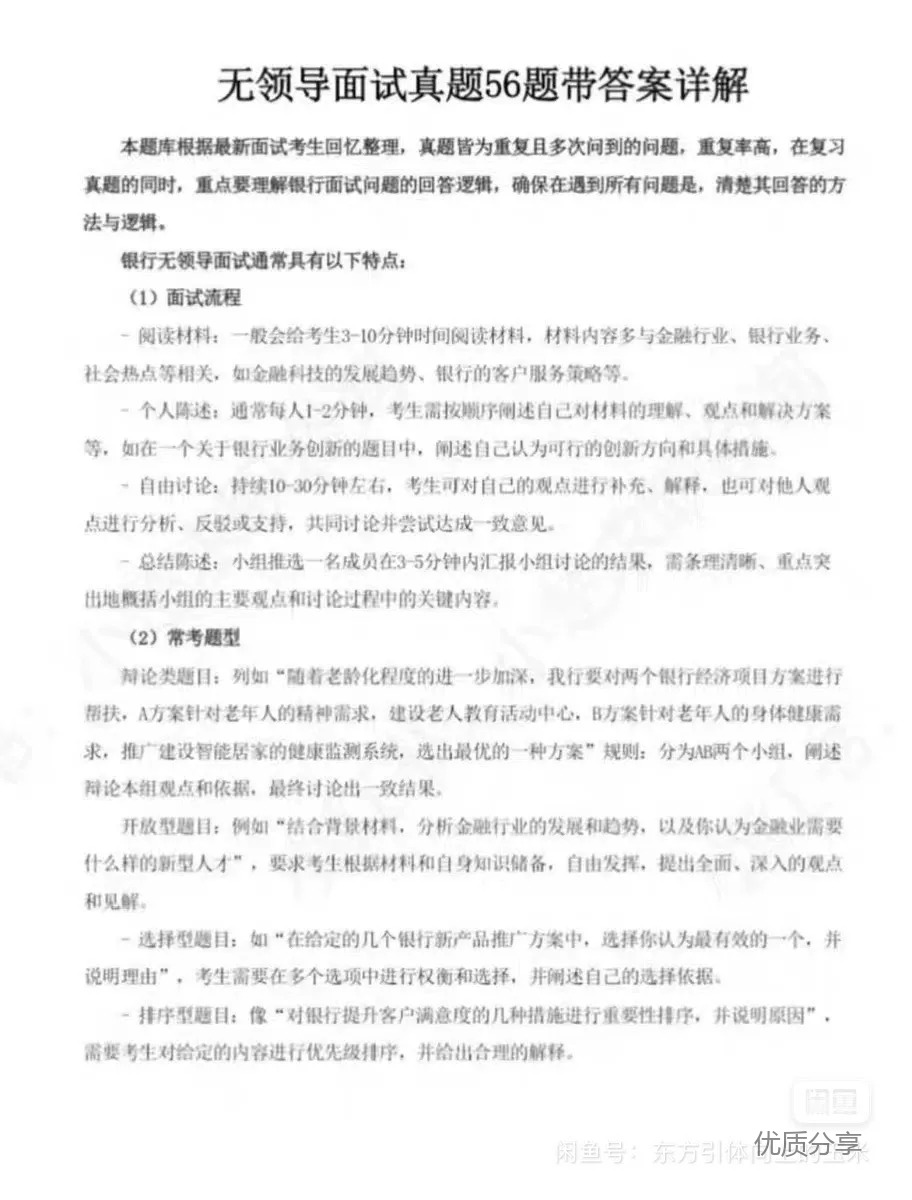 无领导面试真题56题带答案详解
本题库根据最新面试考生回忆整理，真题皆为重复且多次问到的问题，重复率高，在复习
真题的同时，重点要理解银行面试问题的回答逻辑，确保在遇到所有问题是，清楚其回答的方
法与逻辑。
银行无领导面试通常具有以下特点：
（1）面试流程
- 阅读材料：一般会给考生3-10分钟时间阅读材料，材料内容多与金融行业、银行业务、
社会热点等相关，如金融科技的发展趋势、银行的客户服务策略等。
- 个人陈述：通常每人1-2分钟，考生需按顺序阐述自己对材料的理解、观点和解决方案
等，如在一个关于银行业务创新的题目中，阐述自己认为可行的创新方向和具体措施。
- 自由讨论：持续10-30分钟左右，考生可对自己的观点进行补充、解释，也可对他人观
点进行分析、反驳或支持，共同讨论并尝试达成一致意见。
- 总结陈述：小组推选一名成员在3-5分钟内汇报小组讨论的结果，需条理清晰、重点突
出地概括小组的主要观点和讨论过程中的关键内容。
（2）常考题型
辩论类题目：列如“随着老龄化程度的进一步加深，我行要对两个银行经济项目方案进行
帮扶，A方案针对老年人的精神需求，建设老人教育活动中心，B方案针对老年人的身体健康需
求，推广建设智能居家的健康监测系统，选出最优的一种方案”规则：分为AB两个小组，阐述
辩论本组观点和依据，最终讨论出一致结果。
开放型题目：例如“结合背景材料，分析金融行业的发展和趋势，以及你认为金融业需要
什么样的新型人才”，要求考生根据材料和自身知识储备，自由发挥，提出全面、深入的观点
和见解。
- 选择型题目：如“在给定的几个银行新产品推广方案中，选择你认为最有效的一个，并
说明理由”，考生需要在多个选项中进行权衡和选择，并阐述自己的选择依据。
- 排序型题目：像“对银行提升客户满意度的几种措施进行重要性排序，并说明原因”，
需要考生对给定的内容进行优先级排序，并给出合理的解释。
闲鱼
优质分享
闲鱼号：东方引体向上的玉米